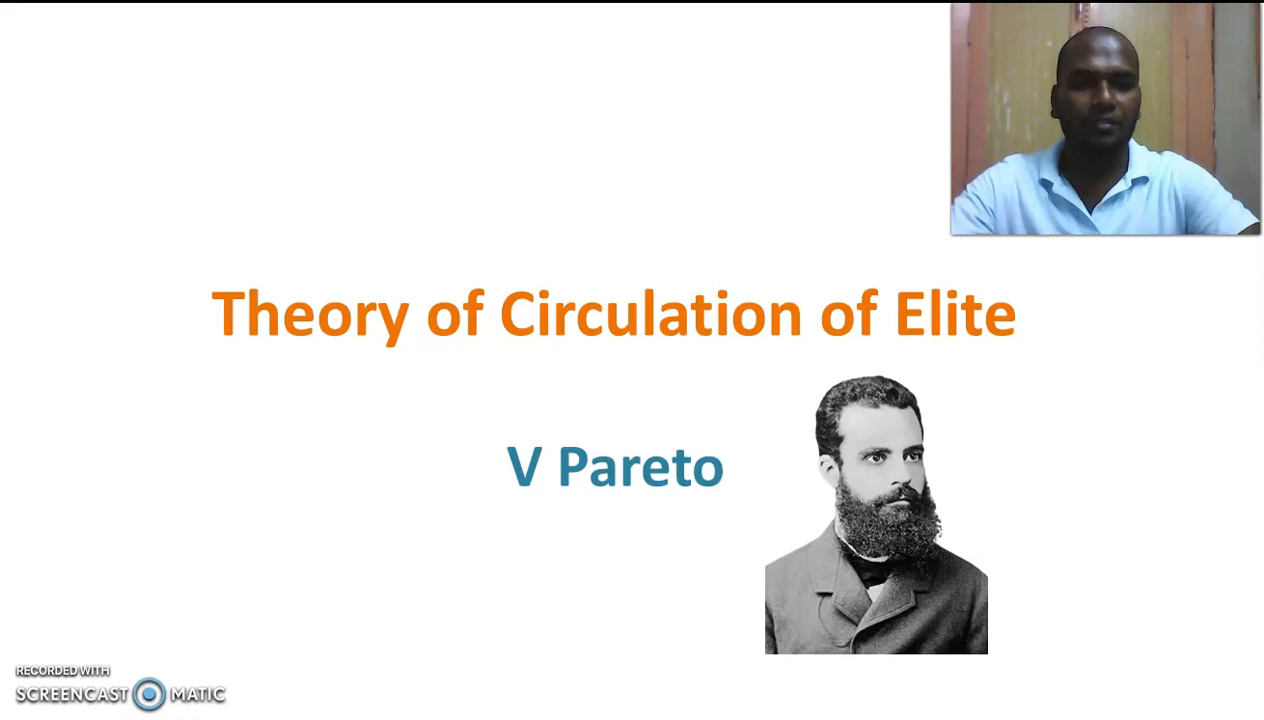 Theory of Circulation of Elite
V Pareto
RECORDED WITH
SCREENCAST MATIC